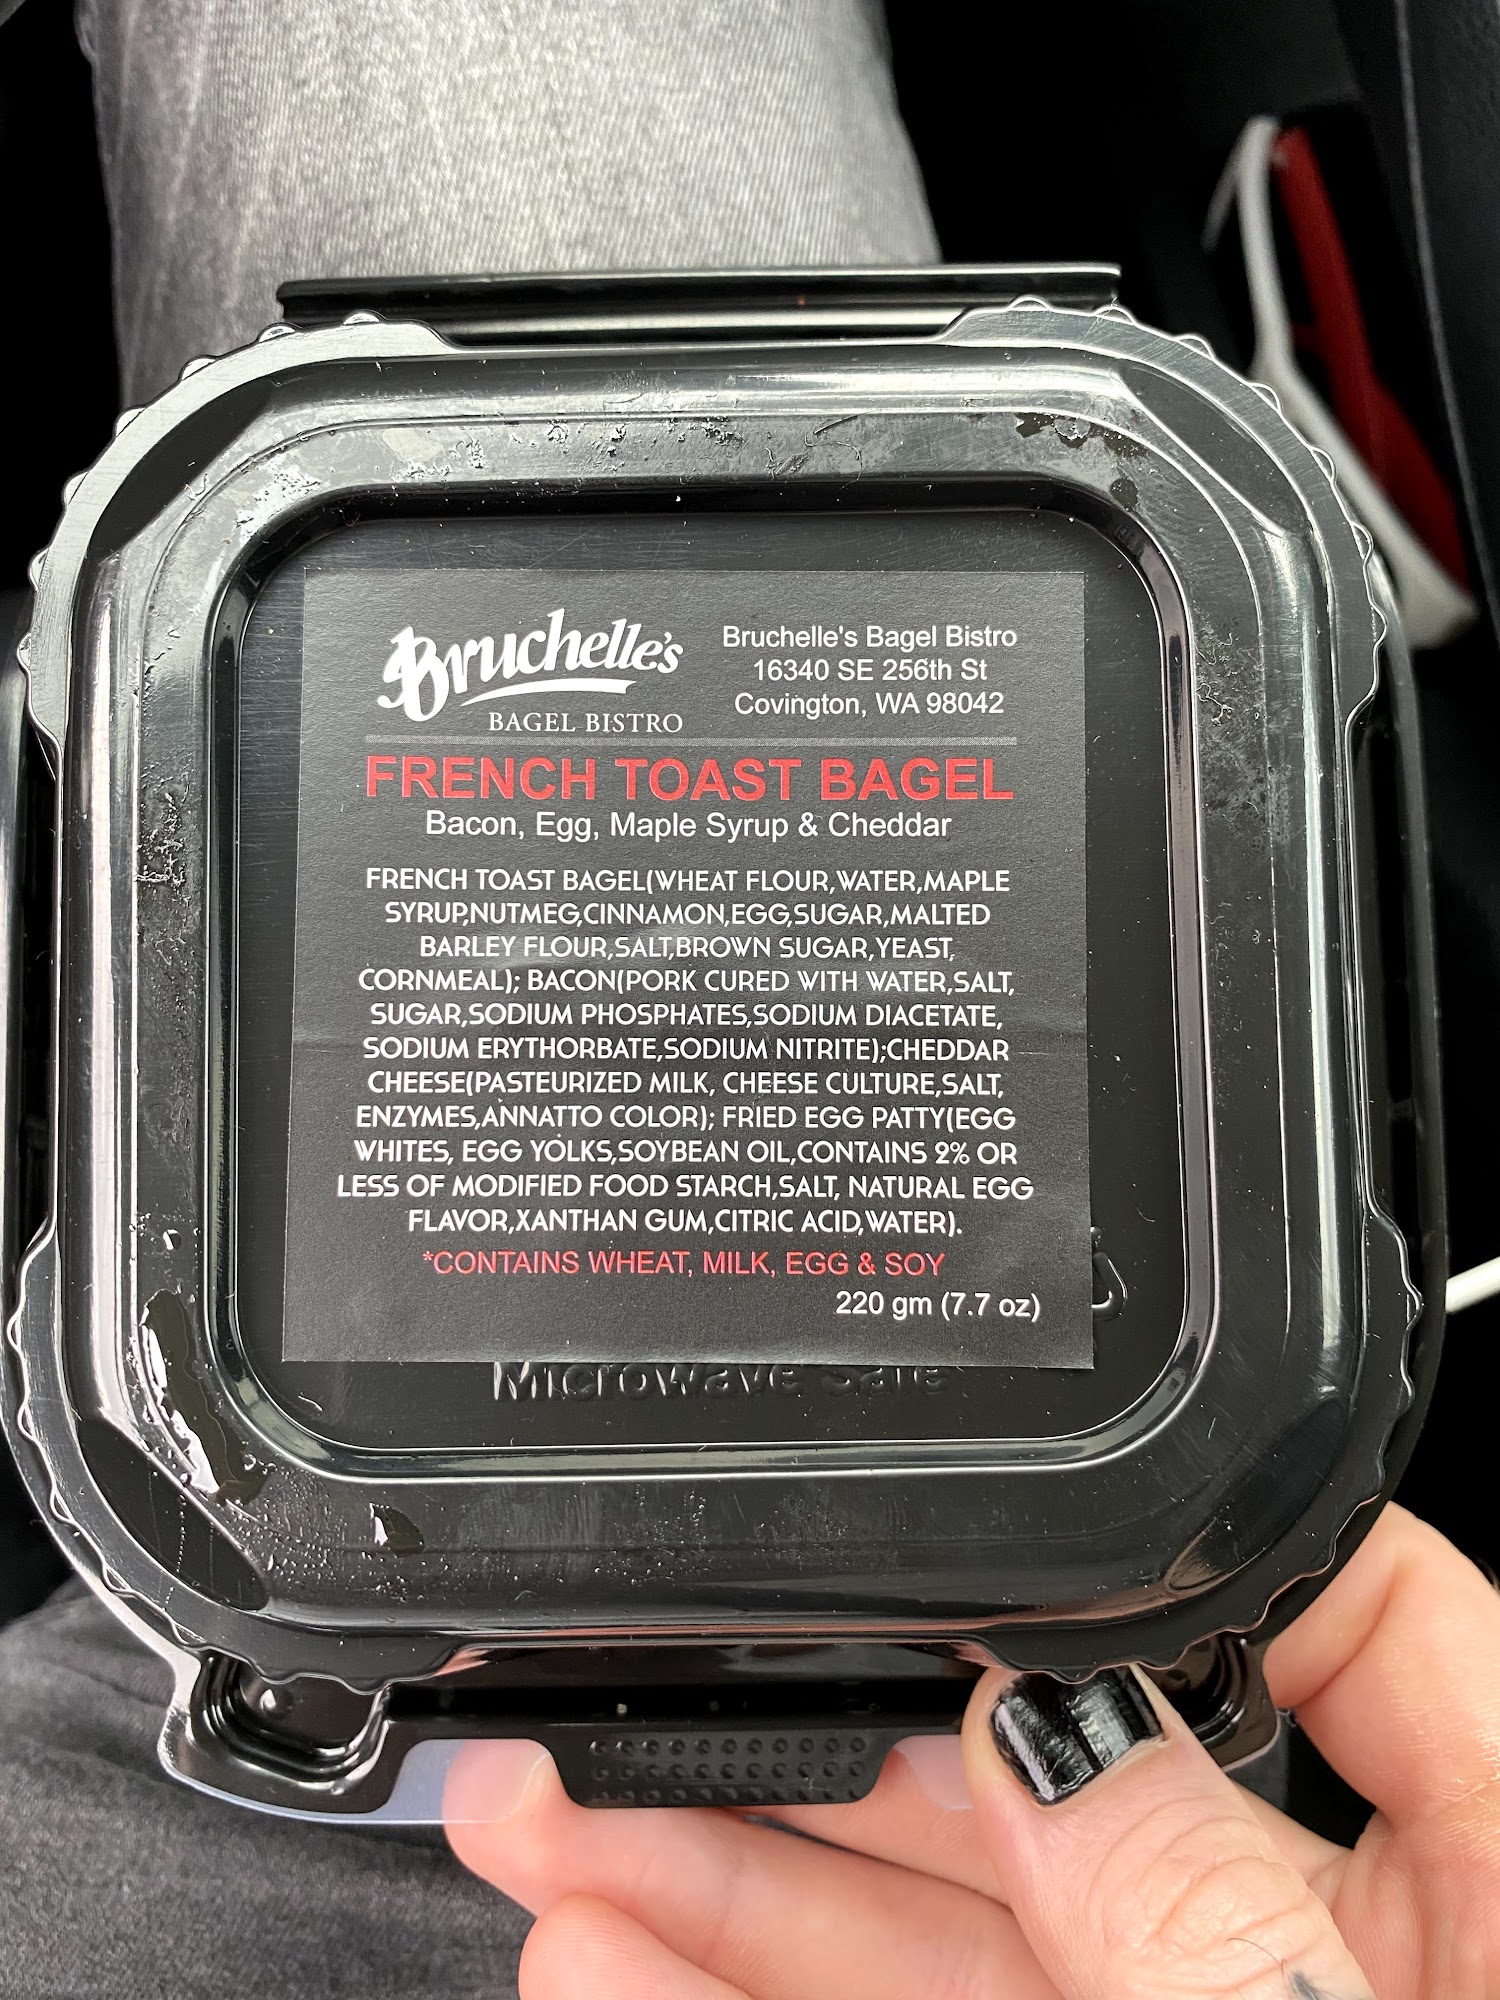 Bruchelle's
BAGEL BISTRO
Bruchelle's Bagel Bistro
16340 SE 256th St
Covington, WA 98042
FRENCH TOAST BAGEL
Bacon, Egg, Maple Syrup & Cheddar
FRENCH TOAST BAGEL(WHEAT FLOUR,WATER,MAPLE
SYRUP,NUTMEG,CINNAMON,EGG,SUGAR,MALTED
BARLEY FLOUR,SALT,BROWN SUGAR,YEAST,
CORNMEAL); BACON(PORK CURED WITH WATER,SALT,
SUGAR,SODIUM PHOSPHATES,SODIUM DIACETATE,
SODIUM ERYTHORBATE,SODIUM NITRITE);CHEDDAR
CHEESE(PASTEURIZED MILK, CHEESE CULTURE,SALT,
ENZYMES,ANNATTO COLOR); FRIED EGG PATTY(EGG
WHITES, EGG YOLKS,SOYBEAN OIL,CONTAINS 2% OR
LESS OF MODIFIED FOOD STARCH,SALT, NATURAL EGG
FLAVOR,XANTHAN GUM,CITRIC ACID,WATER).
*CONTAINS WHEAT, MILK, EGG & SOY
220 gm (7.7 oz)
Microwave Safe